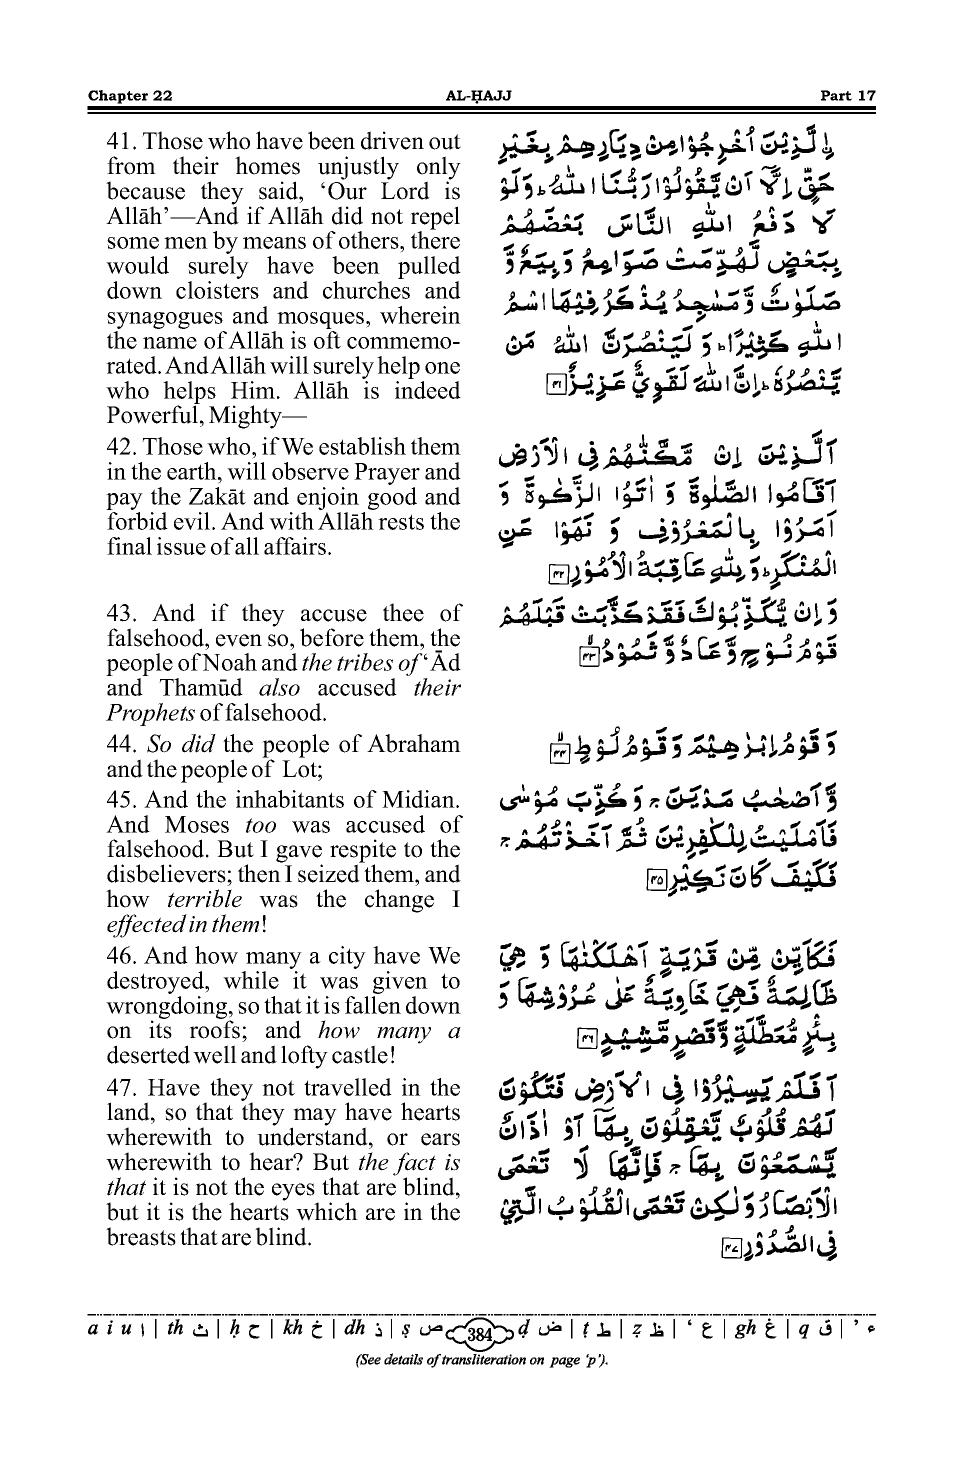 Chapter 22 AL-ḤAJJ Part 17
41. Those who have been driven out
from their homes unjustly only
because they said, ‘Our Lord is
Allāh’—And if Allāh did not repel
some men by means of others, there
would surely have been pulled
down cloisters and churches and
synagogues and mosques, wherein
the name of Allāh is oft commemo-
rated. And Allāh will surely help one
who helps Him. Allāh is indeed
Powerful, Mighty—
42. Those who, if We establish them
in the earth, will observe Prayer and
pay the Zakāt and enjoin good and
forbid evil. And with Allāh rests the
final issue of all affairs.
43. And if they accuse thee of
falsehood, even so, before them, the
people of Noah and the tribes of ‘Ād
and Thamūd also accused their
Prophets of falsehood.
44. So did the people of Abraham
and the people of Lot;
45. And the inhabitants of Midian.
And Moses too was accused of
falsehood. But I gave respite to the
disbelievers; then I seized them, and
how terrible was the change I
effected in them!
46. And how many a city have We
destroyed, while it was given to
wrongdoing, so that it is fallen down
on its roofs; and how many a
deserted well and lofty castle!
47. Have they not travelled in the
land, so that they may have hearts
wherewith to understand, or ears
wherewith to hear? But the fact is
that it is not the eyes that are blind,
but it is the hearts which are in the
breasts that are blind.
اِۨلَّذِيْنَ اُخْرِجُوْا مِنْ دِيَارِهِمْ بِغَيْرِ
حَقٍّ اِلَّاۤ اَنْ يَّقُوْلُوْا رَبُّنَا اللّٰهُ ؕ وَلَوْ
لَا دَفْعُ اللّٰهِ النَّاسَ بَعْضَهُمْ
بِبَعْضٍ لَّهُدِّمَتْ صَوَامِعُ وَبِيَعٌ وَّ
صَلَوٰتٌ وَّمَسٰجِدُ يُذْكَرُ فِيْهَا اسْمُ
اللّٰهِ كَثِيْرًا ؕ وَ لَيَنْصُرَنَّ اللّٰهُ مَنْ
يَّنْصُرُهٗ ؕ اِنَّ اللّٰهَ لَقَوِيٌّ عَزِيْزٌ ﴿۴۱﴾
اَلَّذِيْنَ اِنْ مَّكَّنّٰهُمْ فِى الْاَرْضِ
اَقَامُوا الصَّلٰوةَ وَ اٰتَوُا الزَّكٰوةَ وَ
اَمَرُوْا بِالْمَعْرُوْفِ وَ نَهَوْا عَنِ
الْمُنْكَرِ ؕ وَ لِلّٰهِ عَاقِبَةُ الْاُمُوْرِ ﴿۴۲﴾
وَ اِنْ يُّكَذِّبُوْكَ فَقَدْ كَذَّبَتْ قَبْلَهُمْ
قَوْمُ نُوْحٍ وَّ عَادٌ وَّ ثَمُوْدُ ﴿۴۳﴾
وَ قَوْمُ اِبْرٰهِيْمَ وَ قَوْمُ لُوْطٍ ﴿۴۴﴾
وَّ اَصْحٰبُ مَدْيَنَ ۚ وَ كُذِّبَ مُوْسٰى
فَاَمْلَيْتُ لِلْكٰفِرِيْنَ ثُمَّ اَخَذْتُهُمْ ۚ
فَكَيْفَ كَانَ نَكِيْرِ ﴿۴۵﴾
فَكَاَيِّنْ مِّنْ قَرْيَةٍ اَهْلَكْنٰهَا وَ هِيَ
ظَالِمَةٌ فَهِيَ خَاوِيَةٌ عَلٰى عُرُوْشِهَا وَ
بِئْرٍ مُّعَطَّلَةٍ وَّ قَصْرٍ مَّشِيْدٍ ﴿۴۶﴾
اَفَلَمْ يَسِيْرُوْا فِى الْاَرْضِ فَتَكُوْنَ
لَهُمْ قُلُوْبٌ يَّعْقِلُوْنَ بِهَاۤ اَوْ اٰذَانٌ
يَّسْمَعُوْنَ بِهَا ۚ فَاِنَّهَا لَا تَعْمَى
الْاَبْصَارُ وَلٰكِنْ تَعْمَى الْقُلُوْبُ الَّتِيْ
فِى الصُّدُوْرِ ﴿۴۷﴾
a i u ا | th ث | ḥ ح | kh خ | dh ذ | ṣ ص 384 ḍ ض | ṭ ط | ẓ ظ | ‘ ع | gh غ | q ق | ’ ء
(See details of transliteration on page ‘p’).